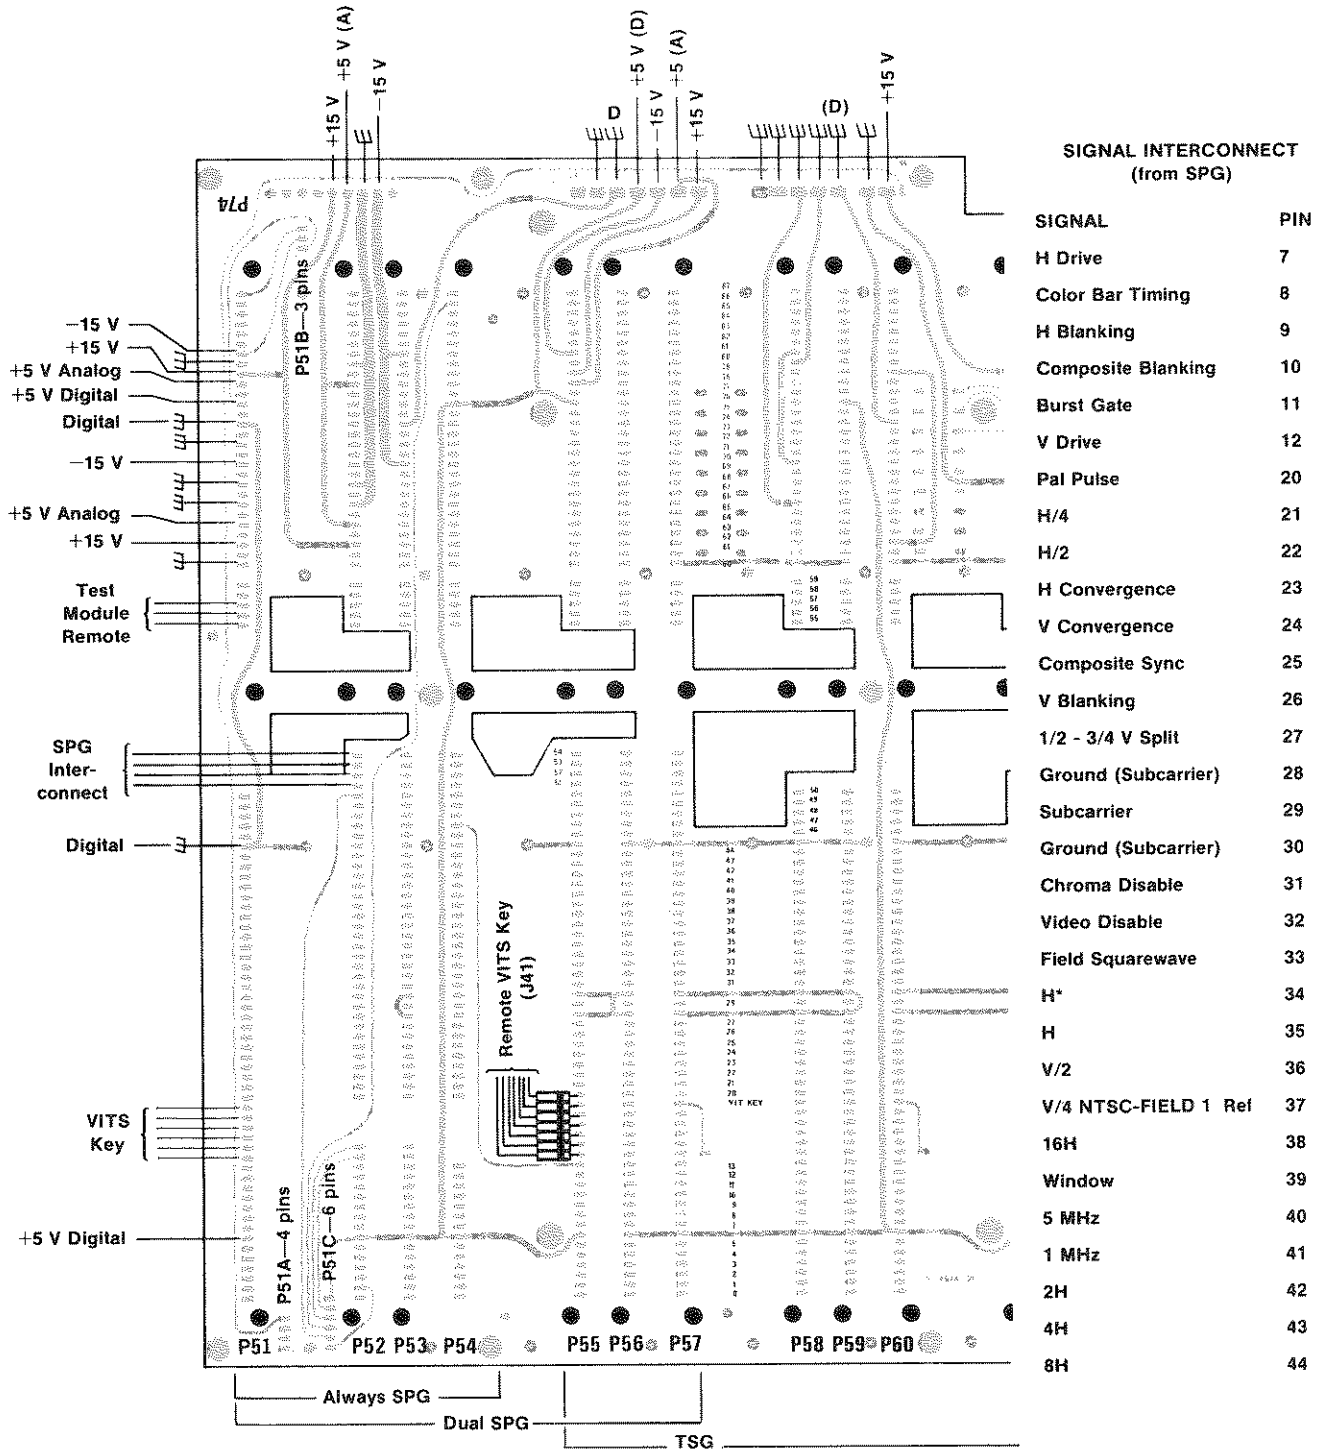 +15 V
+5 V (A)
−15 V
D
+5 V (D)
−15 V
+5 (A)
+15 V
(D)
+15 V
P74
P51B—3 pins
−15 V
+15 V
+5 V Analog
+5 V Digital
Digital
−15 V
+5 V Analog
+15 V
Test
Module
Remote
SPG
Inter-
connect
Digital
VITS
Key
+5 V Digital
Remote VITS Key
(J41)
VIT KEY
P51A—4 pins
P51C—6 pins
P51
P52
P53
P54
P55
P56
P57
P58
P59
P60
Always SPG
Dual SPG
TSG
SIGNAL INTERCONNECT
(from SPG)
SIGNAL PIN
H Drive 7
Color Bar Timing 8
H Blanking 9
Composite Blanking 10
Burst Gate 11
V Drive 12
Pal Pulse 20
H/4 21
H/2 22
H Convergence 23
V Convergence 24
Composite Sync 25
V Blanking 26
1/2 - 3/4 V Split 27
Ground (Subcarrier) 28
Subcarrier 29
Ground (Subcarrier) 30
Chroma Disable 31
Video Disable 32
Field Squarewave 33
H* 34
H 35
V/2 36
V/4 NTSC-FIELD 1 Ref 37
16H 38
Window 39
5 MHz 40
1 MHz 41
2H 42
4H 43
8H 44